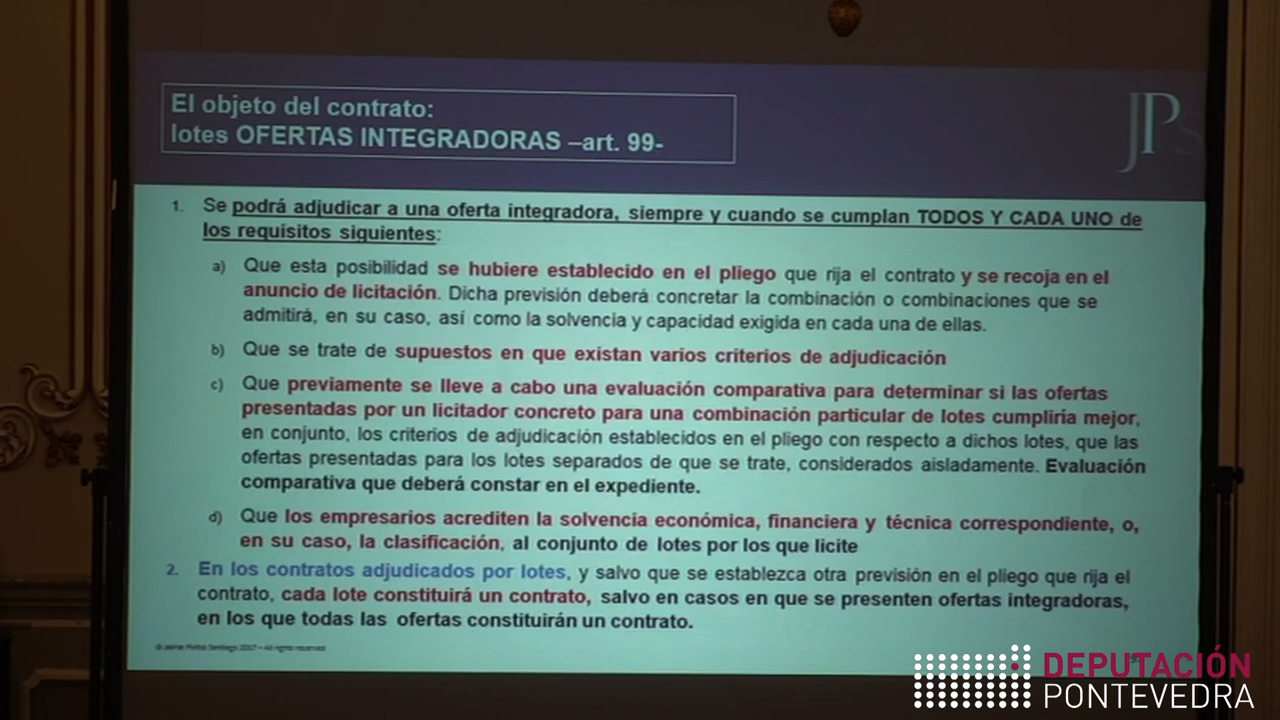 El objeto del contrato:
lotes OFERTAS INTEGRADORAS –art. 99-
JPS
1. Se podrá adjudicar a una oferta integradora, siempre y cuando se cumplan TODOS Y CADA UNO de
los requisitos siguientes:
a) Que esta posibilidad se hubiere establecido en el pliego que rija el contrato y se recoja en el
anuncio de licitación. Dicha previsión deberá concretar la combinación o combinaciones que se
admitirá, en su caso, así como la solvencia y capacidad exigida en cada una de ellas.
b) Que se trate de supuestos en que existan varios criterios de adjudicación
c) Que previamente se lleve a cabo una evaluación comparativa para determinar si las ofertas
presentadas por un licitador concreto para una combinación particular de lotes cumpliría mejor,
en conjunto, los criterios de adjudicación establecidos en el pliego con respecto a dichos lotes, que las
ofertas presentadas para los lotes separados de que se trate, considerados aisladamente. Evaluación
comparativa que deberá constar en el expediente.
d) Que los empresarios acrediten la solvencia económica, financiera y técnica correspondiente, o,
en su caso, la clasificación, al conjunto de lotes por los que licite
2. En los contratos adjudicados por lotes, y salvo que se establezca otra previsión en el pliego que rija el
contrato, cada lote constituirá un contrato, salvo en casos en que se presenten ofertas integradoras,
en los que todas las ofertas constituirán un contrato.
© Jaime Pintos Santiago 2017 • All rights reserved
DEPUTACIÓN
PONTEVEDRA